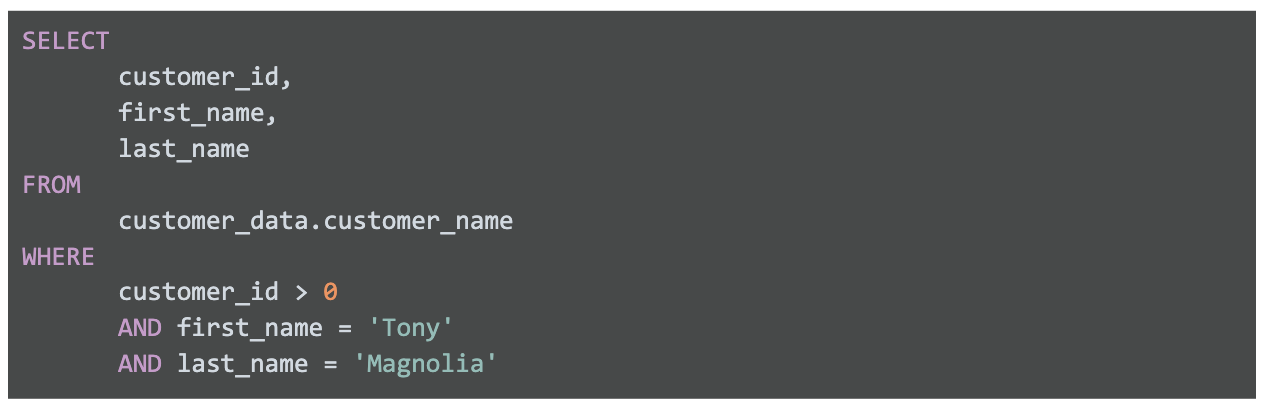 SELECT
customer_id,
first_name,
last_name
FROM
customer_data.customer_name
WHERE
customer_id > 0
AND first_name = 'Tony'
AND last_name = 'Magnolia'